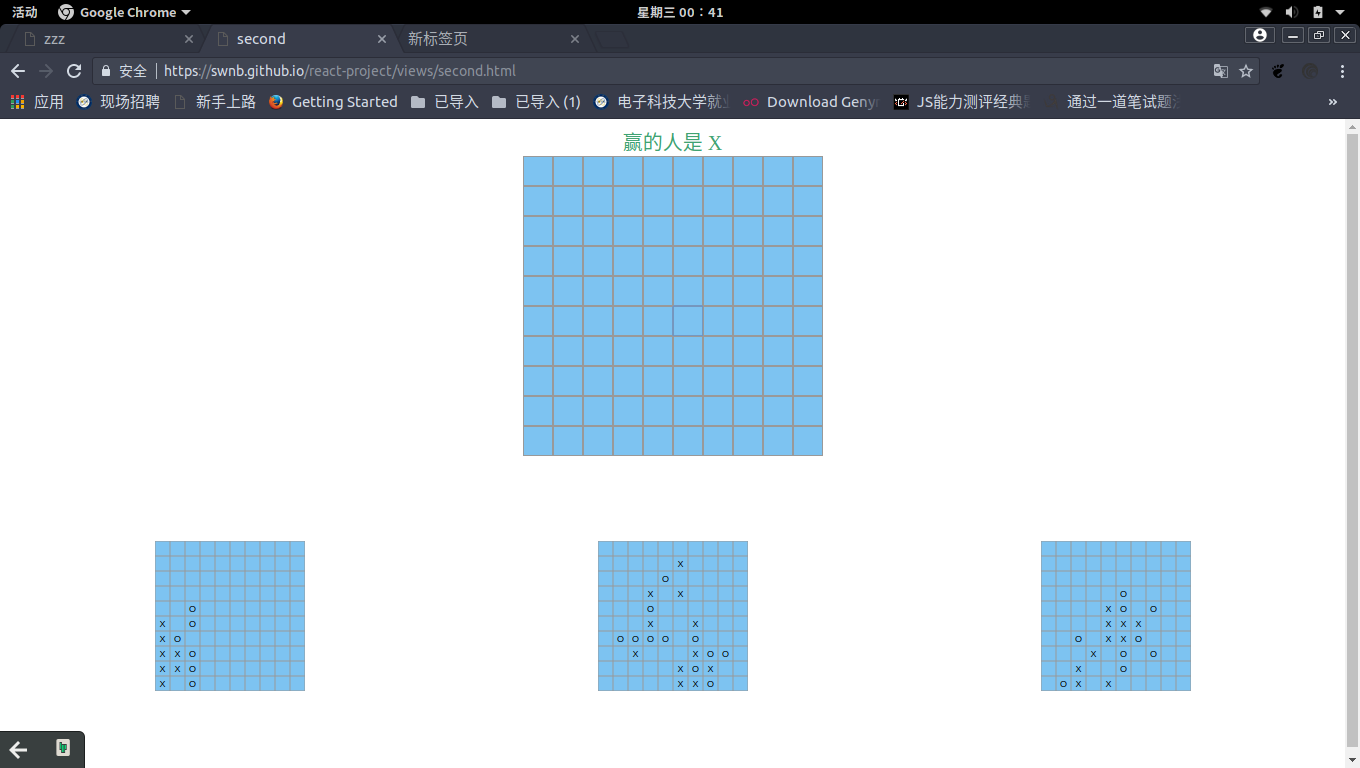 活动 Google Chrome 星期三 00：41
zzz second 新标签页
安全 https://swnb.github.io/react-project/views/second.html
应用 现场招聘 新手上路 Getting Started 已导入 已导入 (1) 电子科技大学就业 Download Geny JS能力测评经典 通过一道笔试题
赢的人是 X
X
O
X X
O O O O
X O X O O
X O X X X X
X O O O O O O O X X O
X X O X X O O X O O
X X O X O X X O
X O X X O O X X